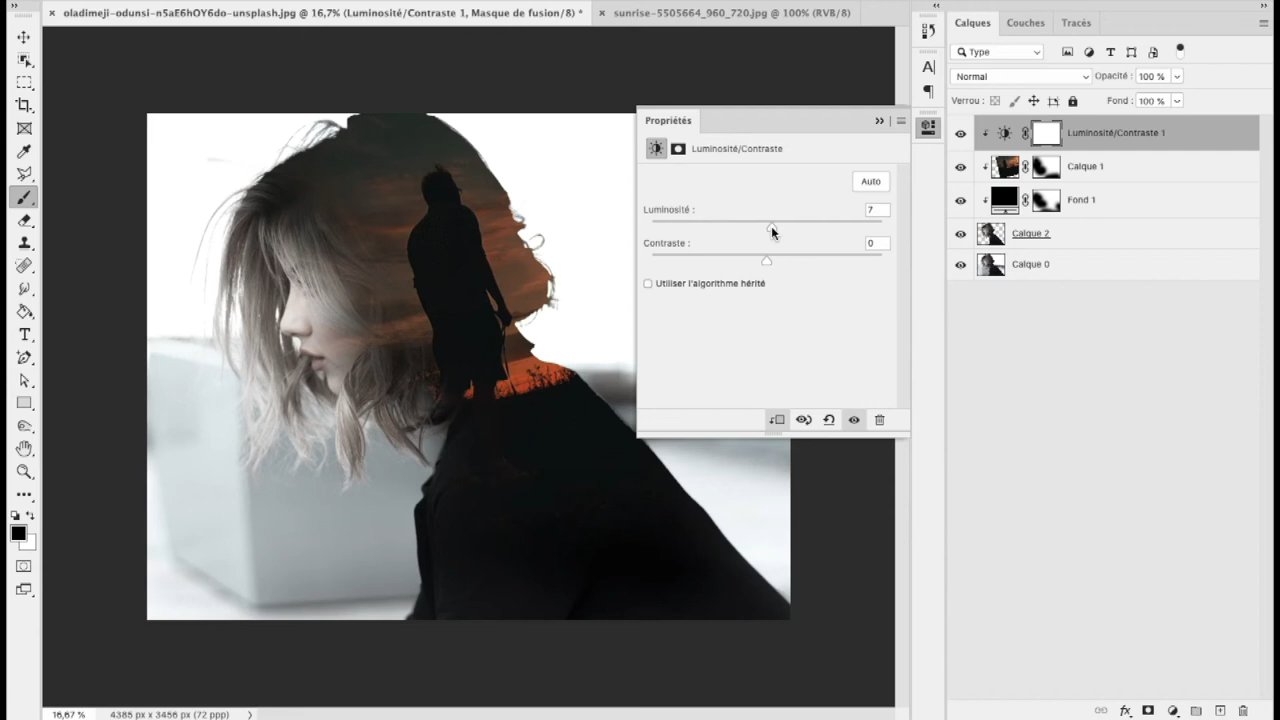 oladimeji-odunsi-n5aE6hOY6do-unsplash.jpg @ 16,7% (Luminosité/Contraste 1, Masque de fusion/8) *
sunrise-5505664_960_720.jpg @ 100% (RVB/8)
Calques Couches Tracés
Type
Normal Opacité : 100 %
Verrou : Fond : 100 %
Luminosité/Contraste 1
Calque 1
Fond 1
Calque 2
Calque 0
Propriétés
Luminosité/Contraste
Auto
Luminosité : 7
Contraste : 0
Utiliser l'algorithme hérité
16,67 % 4385 px x 3456 px (72 ppp)
fx